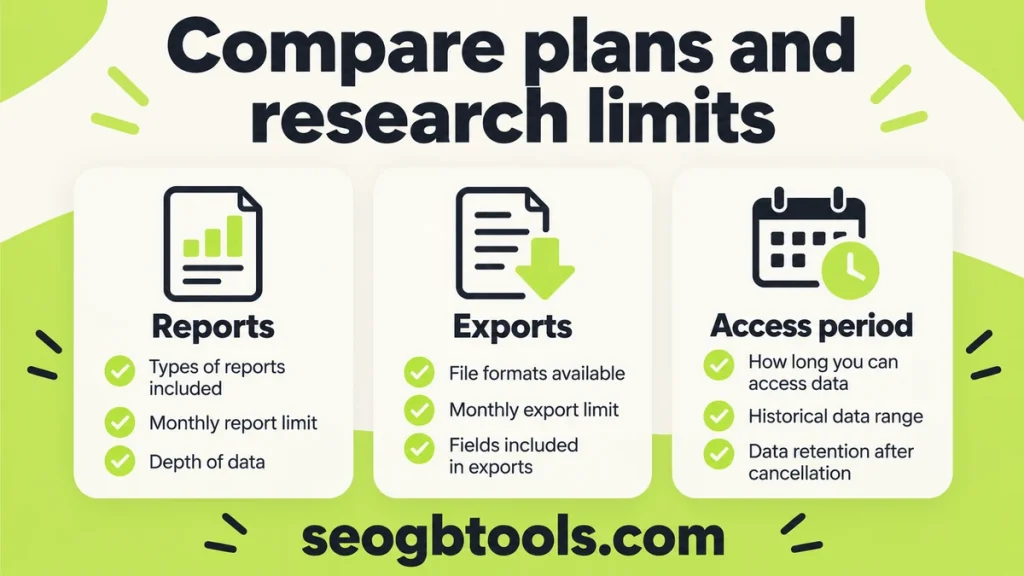 Compare plans and
research limits
Reports
Types of reports
included
Monthly report limit
Depth of data
Exports
File formats available
Monthly export limit
Fields included
in exports
Access period
How long you can
access data
Historical data range
Data retention after
cancellation
seogbtools.com